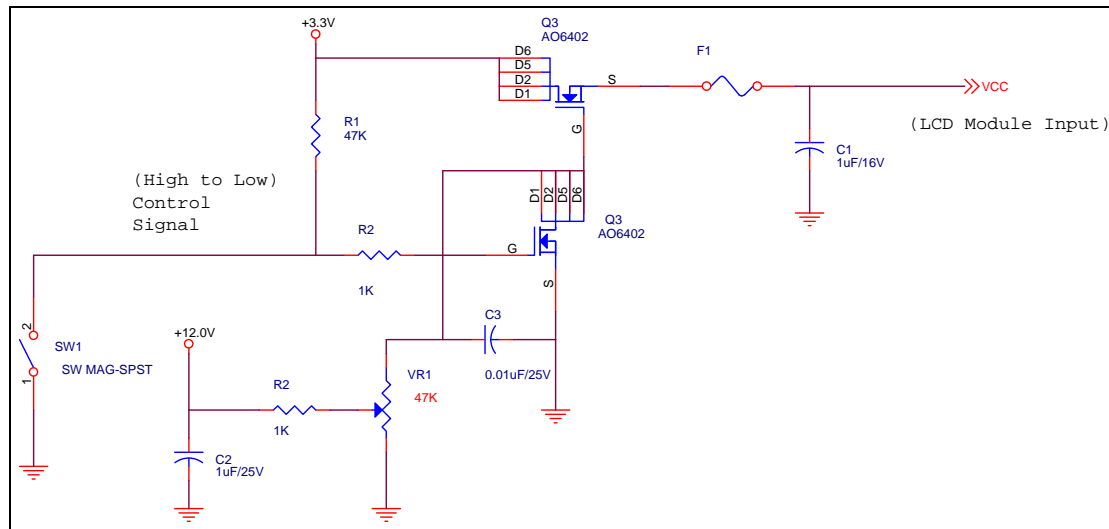 +3.3V
Q3
AO6402
D6
D5
D2
D1
S
G
F1
VCC
(LCD Module Input)
C1
1uF/16V
R1
47K
(High to Low)
Control
Signal
D1
D2
D5
D6
Q3
AO6402
G
S
R2
1K
2
SW1
SW MAG-SPST
1
+12.0V
C3
0.01uF/25V
VR1
47K
R2
1K
C2
1uF/25V